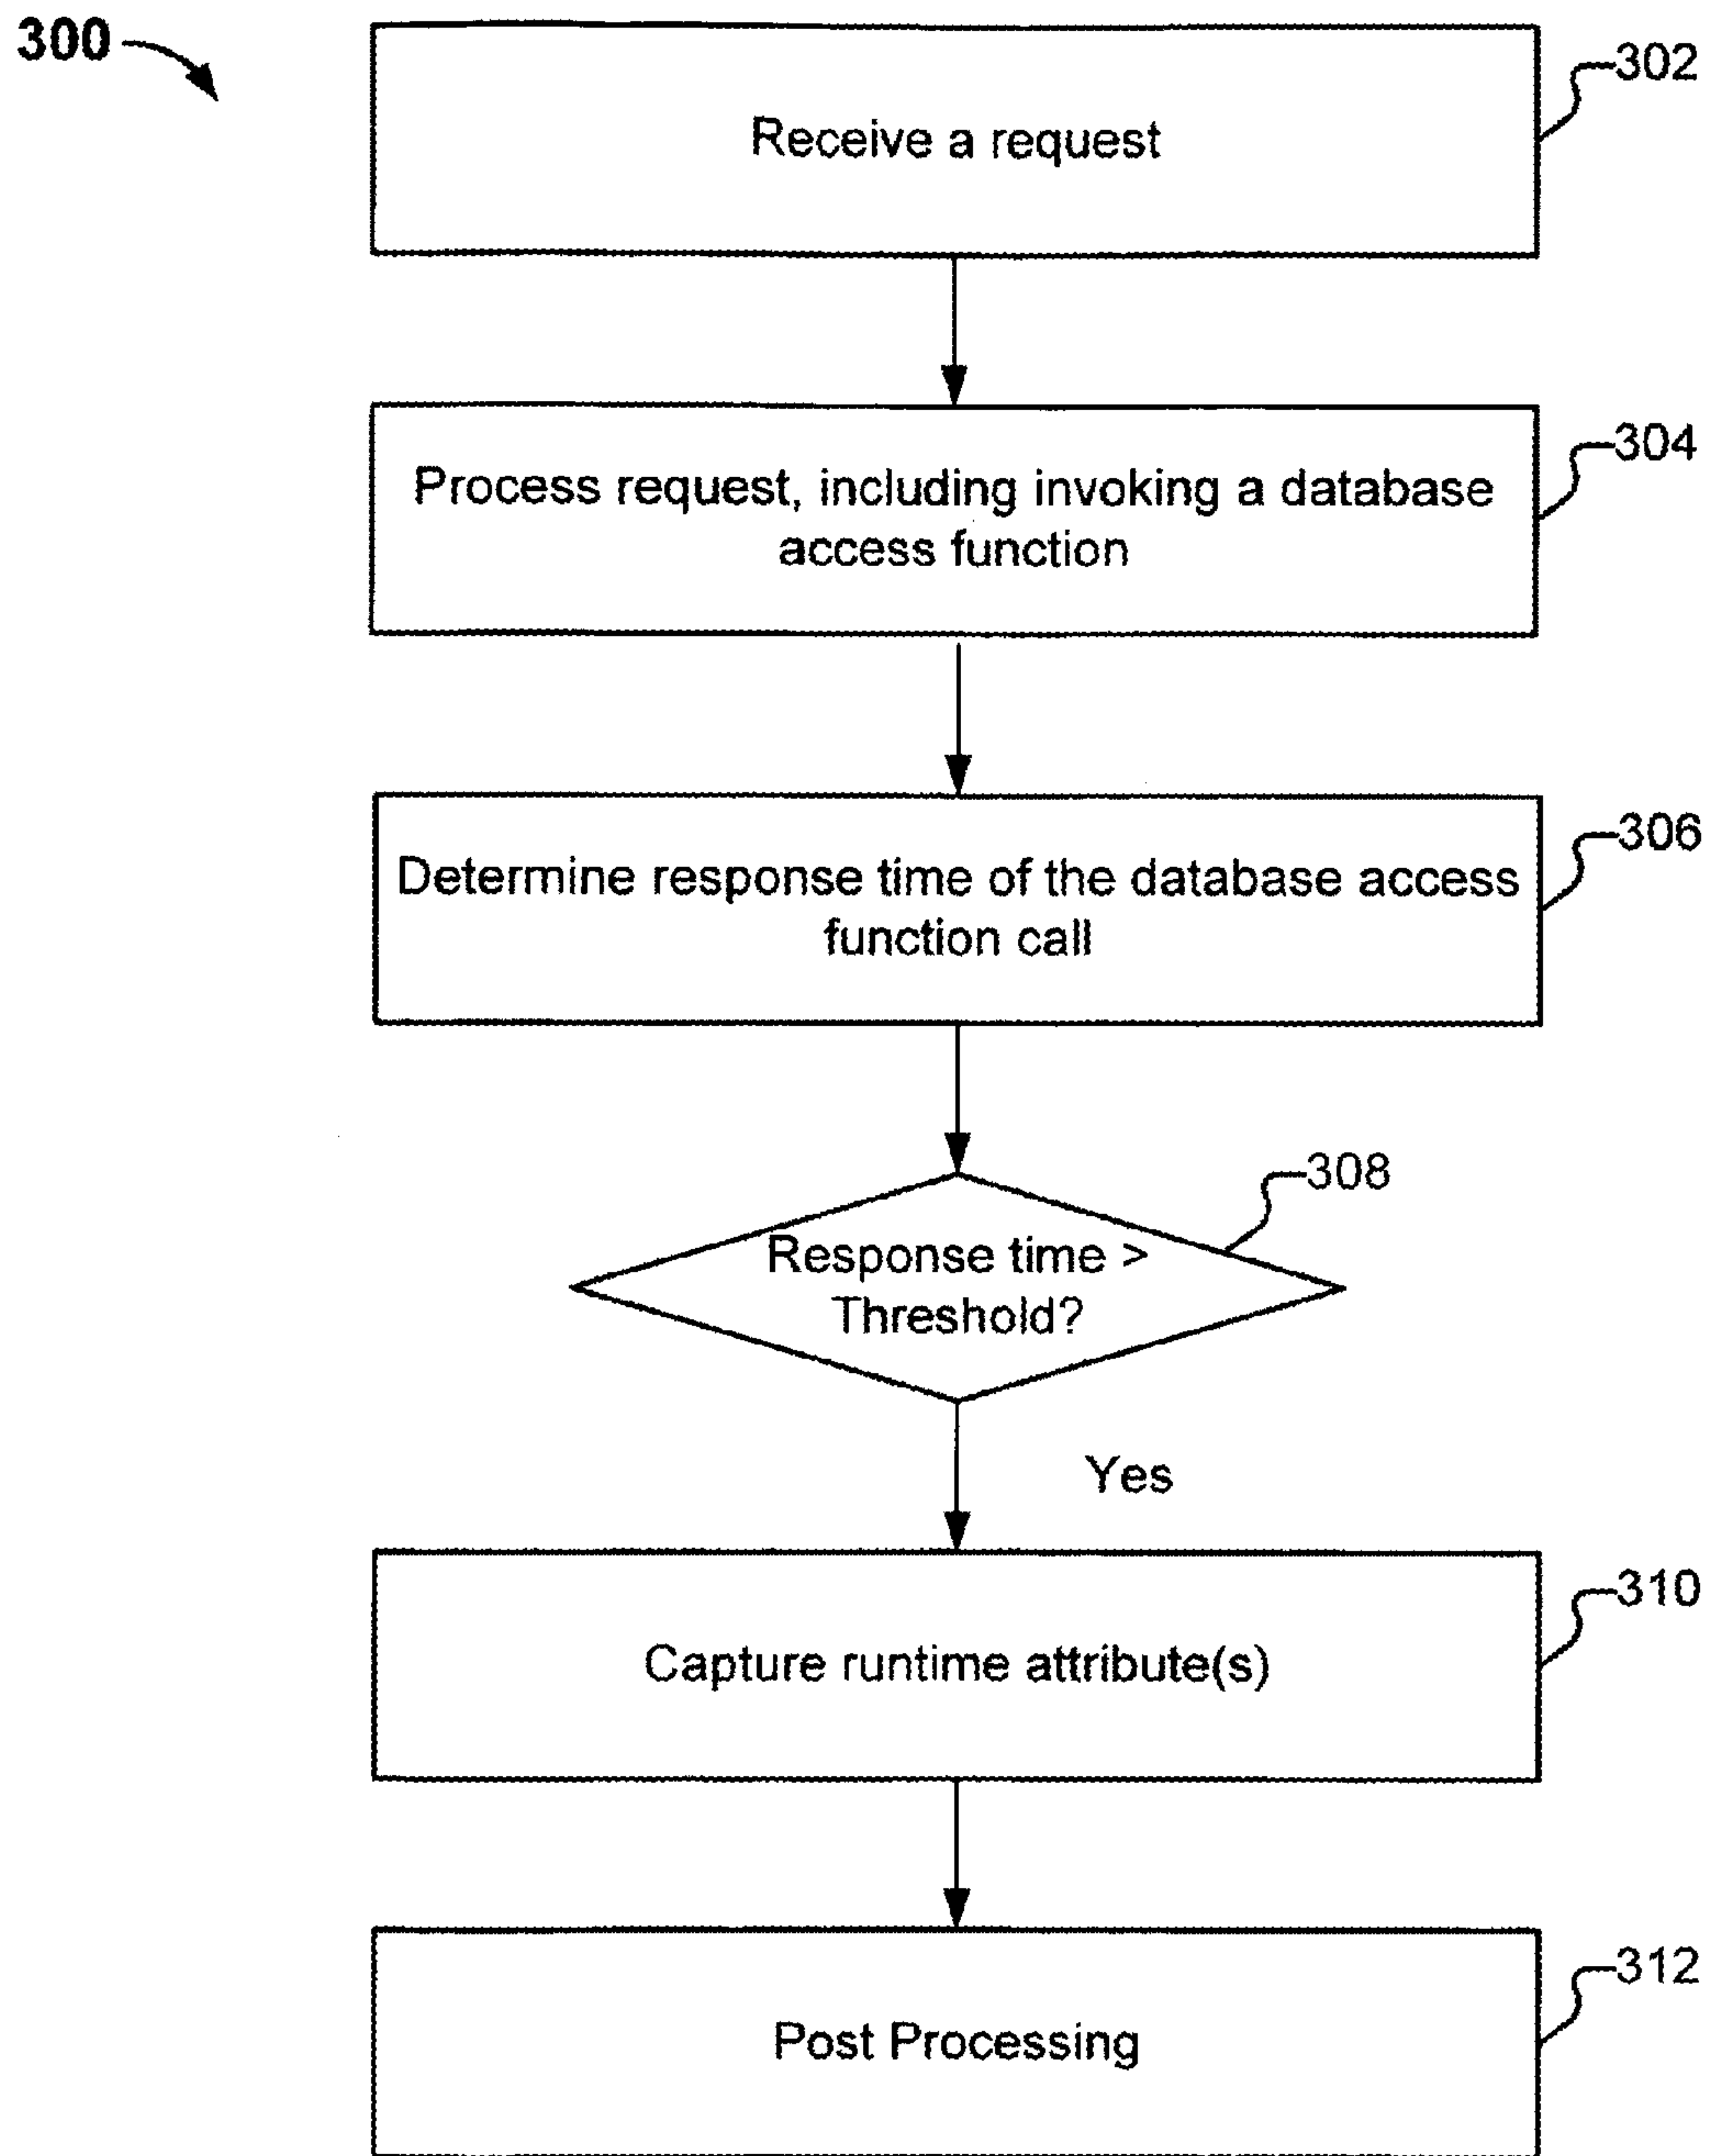 300
302
Receive a request
304
Process request, including invoking a database
access function
306
Determine response time of the database access
function call
308
Response time >
Threshold?
Yes
310
Capture runtime attribute(s)
312
Post Processing